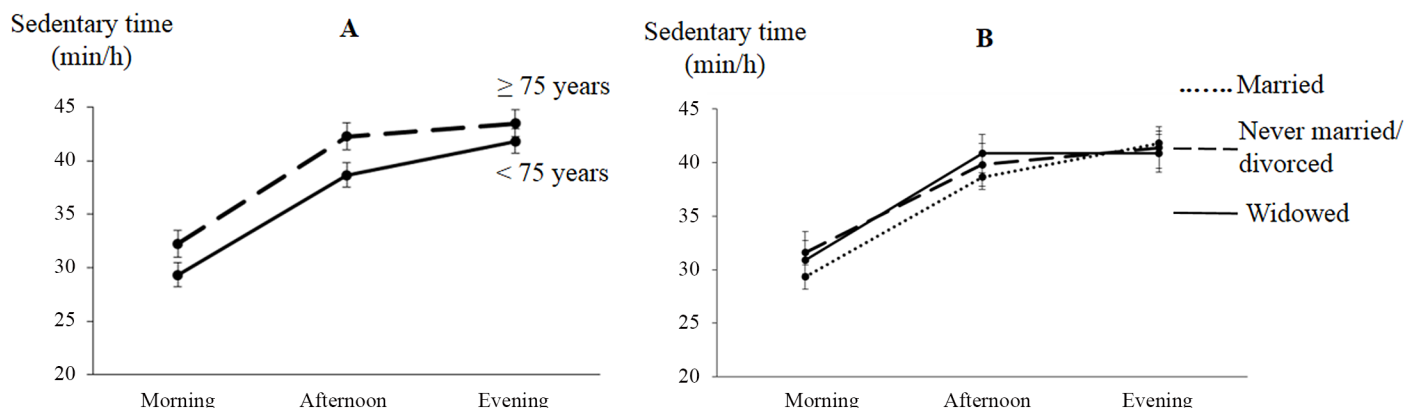 Sedentary time
(min/h)
A
≥ 75 years
< 75 years
45
40
35
30
25
20
Morning
Afternoon
Evening
Sedentary time
(min/h)
B
Married
Never married/
divorced
Widowed
45
40
35
30
25
20
Morning
Afternoon
Evening